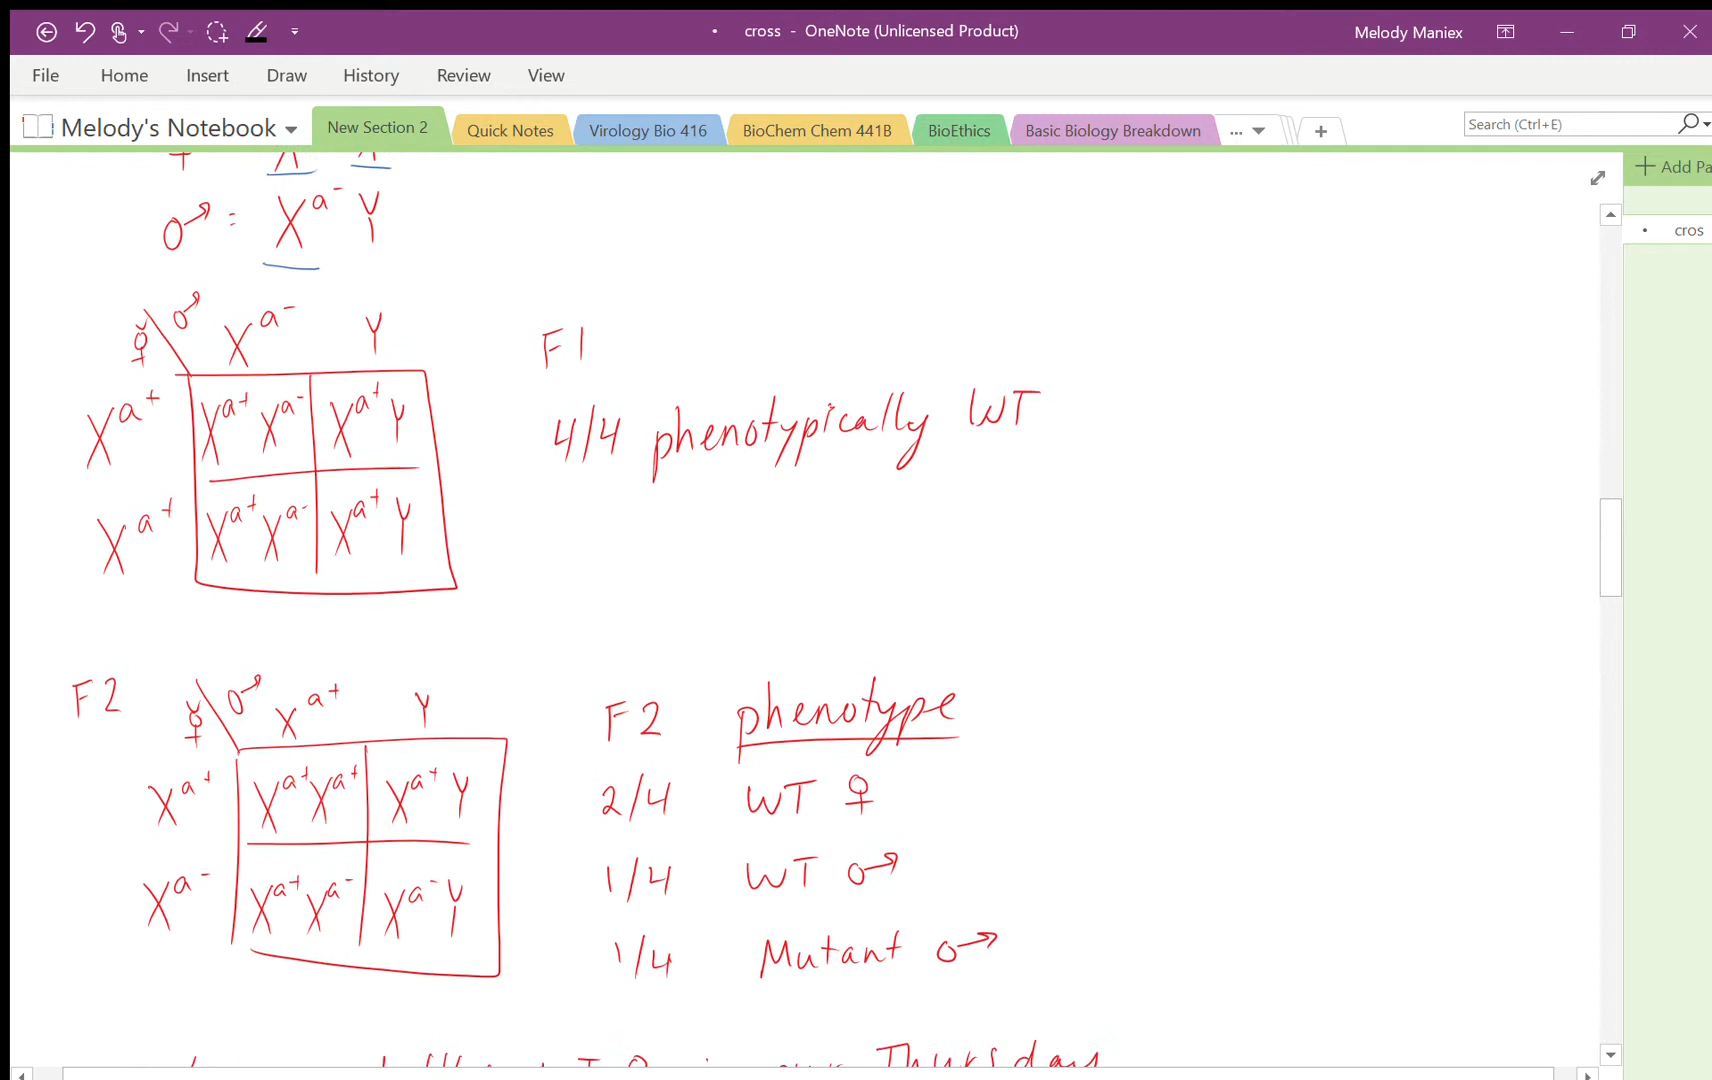 cross - OneNote (Unlicensed Product)
Melody Maniex
File Home Insert Draw History Review View
Melody's Notebook
New Section 2
Quick Notes
Virology Bio 416
BioChem Chem 441B
BioEthics
Basic Biology Breakdown
...
+
Search (Ctrl+E)
+ Add Pa
cros
♂ = Xᵃ⁻ Y
♀ ♂ Xᵃ⁻ Y
Xᵃ⁺ Xᵃ⁺ Xᵃ⁻ Xᵃ⁺ Y
Xᵃ⁺ Xᵃ⁺ Xᵃ⁻ Xᵃ⁺ Y
F1
4/4 phenotypically WT
F2
♀ ♂ Xᵃ⁺ Y
Xᵃ⁺ Xᵃ⁺ Xᵃ⁺ Xᵃ⁺ Y
Xᵃ⁻ Xᵃ⁺ Xᵃ⁻ Xᵃ⁻ Y
F2 phenotype
2/4 WT ♀
1/4 WT ♂
1/4 Mutant ♂
Thursday